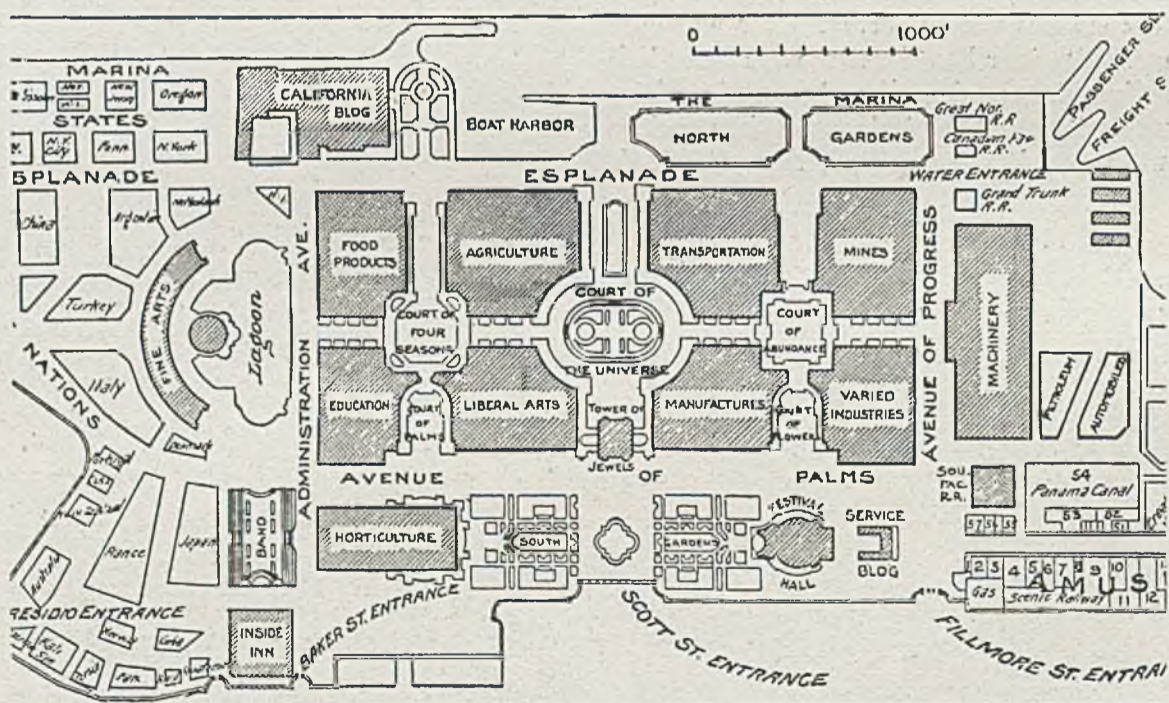 0 1000'
PASSENGER
FREIGHT
MARINA
Oregon
STATES
Penn
N. York
CALIFORNIA
BLDG
BOAT HARBOR
THE MARINA
NORTH GARDENS
Great Nor.
R.R
R.R.
ESPLANADE
SPLANADE
WATER ENTRANCE
Grand Trunk
R.R.
China
Turkey
NATIONS
Italy
FINE ARTS
Lagoon
ADMINISTRATION AVE.
FOOD
PRODUCTS
AGRICULTURE
TRANSPORTATION
MINES
COURT OF
FOUR
SEASONS
COURT OF
THE UNIVERSE
COURT
OF
ABUNDANCE
EDUCATION
COURT
OF
PALMS
LIBERAL ARTS
TOWER OF
JEWELS
MANUFACTURES
COURT
OF
FLOWER
VARIED
INDUSTRIES
AVENUE OF PROGRESS
MACHINERY
PETROLEUM
AUTOMOBILES
AVENUE OF PALMS
SOU.
PAC.
R.R.
54
Panama Canal
53
Japan
BAND
HORTICULTURE
SOUTH GARDENS
FESTIVAL
HALL
SERVICE
BLDG
2 3 4 5 6 7 8 9 10
AMUS
Gas
Scenic Railway
11 12
Australia
RESIDIO ENTRANCE
INSIDE
INN
BAKER ST. ENTRANCE
SCOTT ST. ENTRANCE
FILLMORE ST. ENTRA